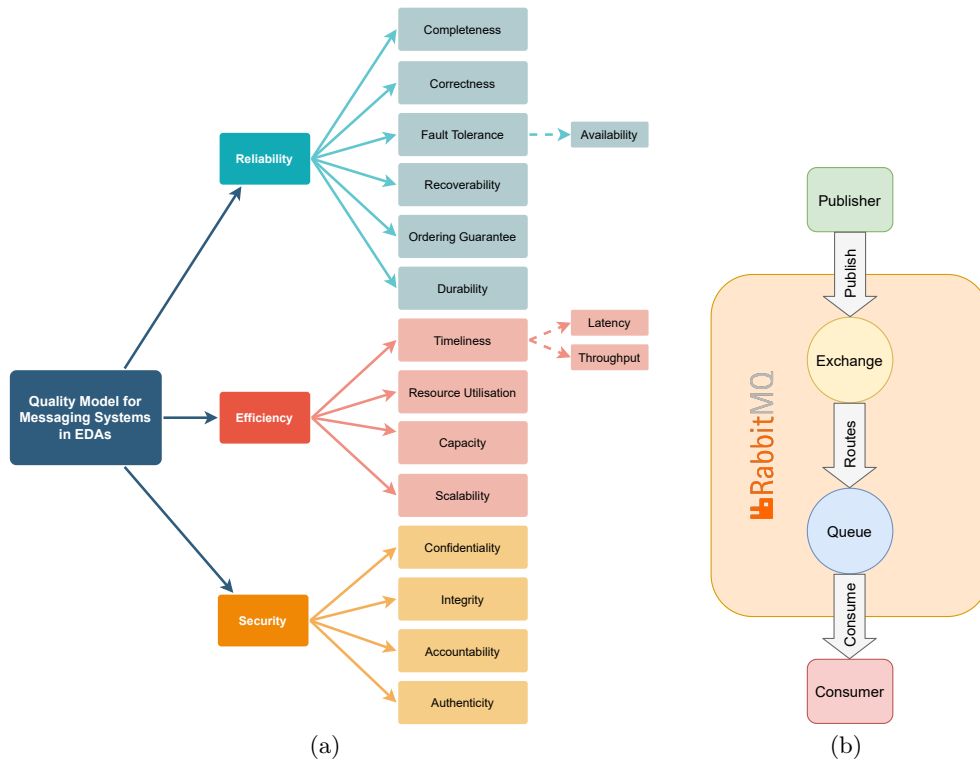 Quality Model for
Messaging Systems
in EDAs
Reliability
Completeness
Correctness
Fault Tolerance
Availability
Recoverability
Ordering Guarantee
Durability
Efficiency
Timeliness
Latency
Throughput
Resource Utilisation
Capacity
Scalability
Security
Confidentiality
Integrity
Accountability
Authenticity
(a)
Publisher
Publish
Exchange
RabbitMQ
Routes
Queue
Consume
Consumer
(b)